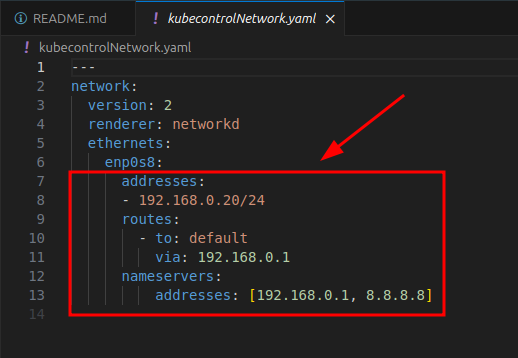 README.md
! kubecontrolNetwork.yaml ×
! kubecontrolNetwork.yaml
1 ---
2 network:
3   version: 2
4   renderer: networkd
5   ethernets:
6     enp0s8:
7       addresses:
8       - 192.168.0.20/24
9       routes:
10         - to: default
11           via: 192.168.0.1
12       nameservers:
13           addresses: [192.168.0.1, 8.8.8.8]
14